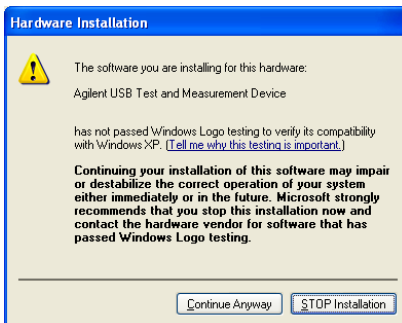 Hardware Installation
The software you are installing for this hardware:
Agilent USB Test and Measurement Device
has not passed Windows Logo testing to verify its compatibility
with Windows XP. (Tell me why this testing is important.)
Continuing your installation of this software may impair
or destabilize the correct operation of your system
either immediately or in the future. Microsoft strongly
recommends that you stop this installation now and
contact the hardware vendor for software that has
passed Windows Logo testing.
Continue Anyway STOP Installation